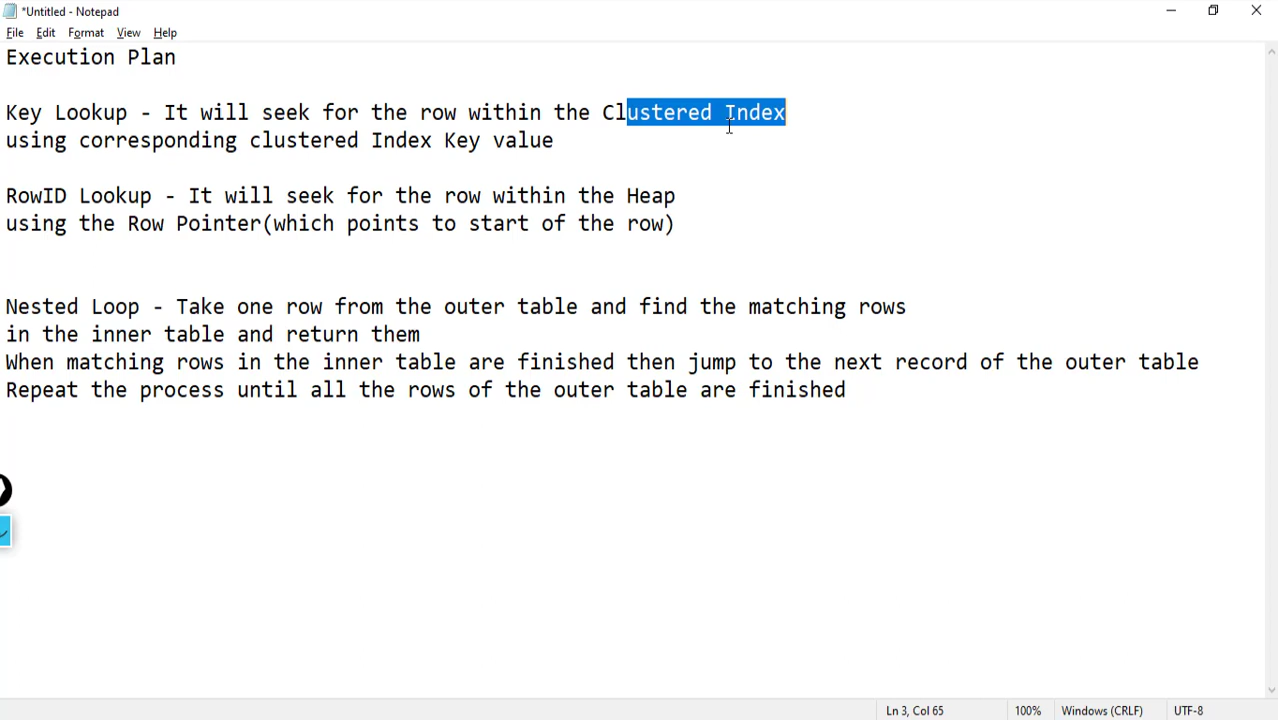 *Untitled - Notepad
File Edit Format View Help
Execution Plan
Key Lookup - It will seek for the row within the Clustered Index
using corresponding clustered Index Key value
RowID Lookup - It will seek for the row within the Heap
using the Row Pointer(which points to start of the row)
Nested Loop - Take one row from the outer table and find the matching rows
in the inner table and return them
When matching rows in the inner table are finished then jump to the next record of the outer table
Repeat the process until all the rows of the outer table are finished
Ln 3, Col 65 100% Windows (CRLF) UTF-8